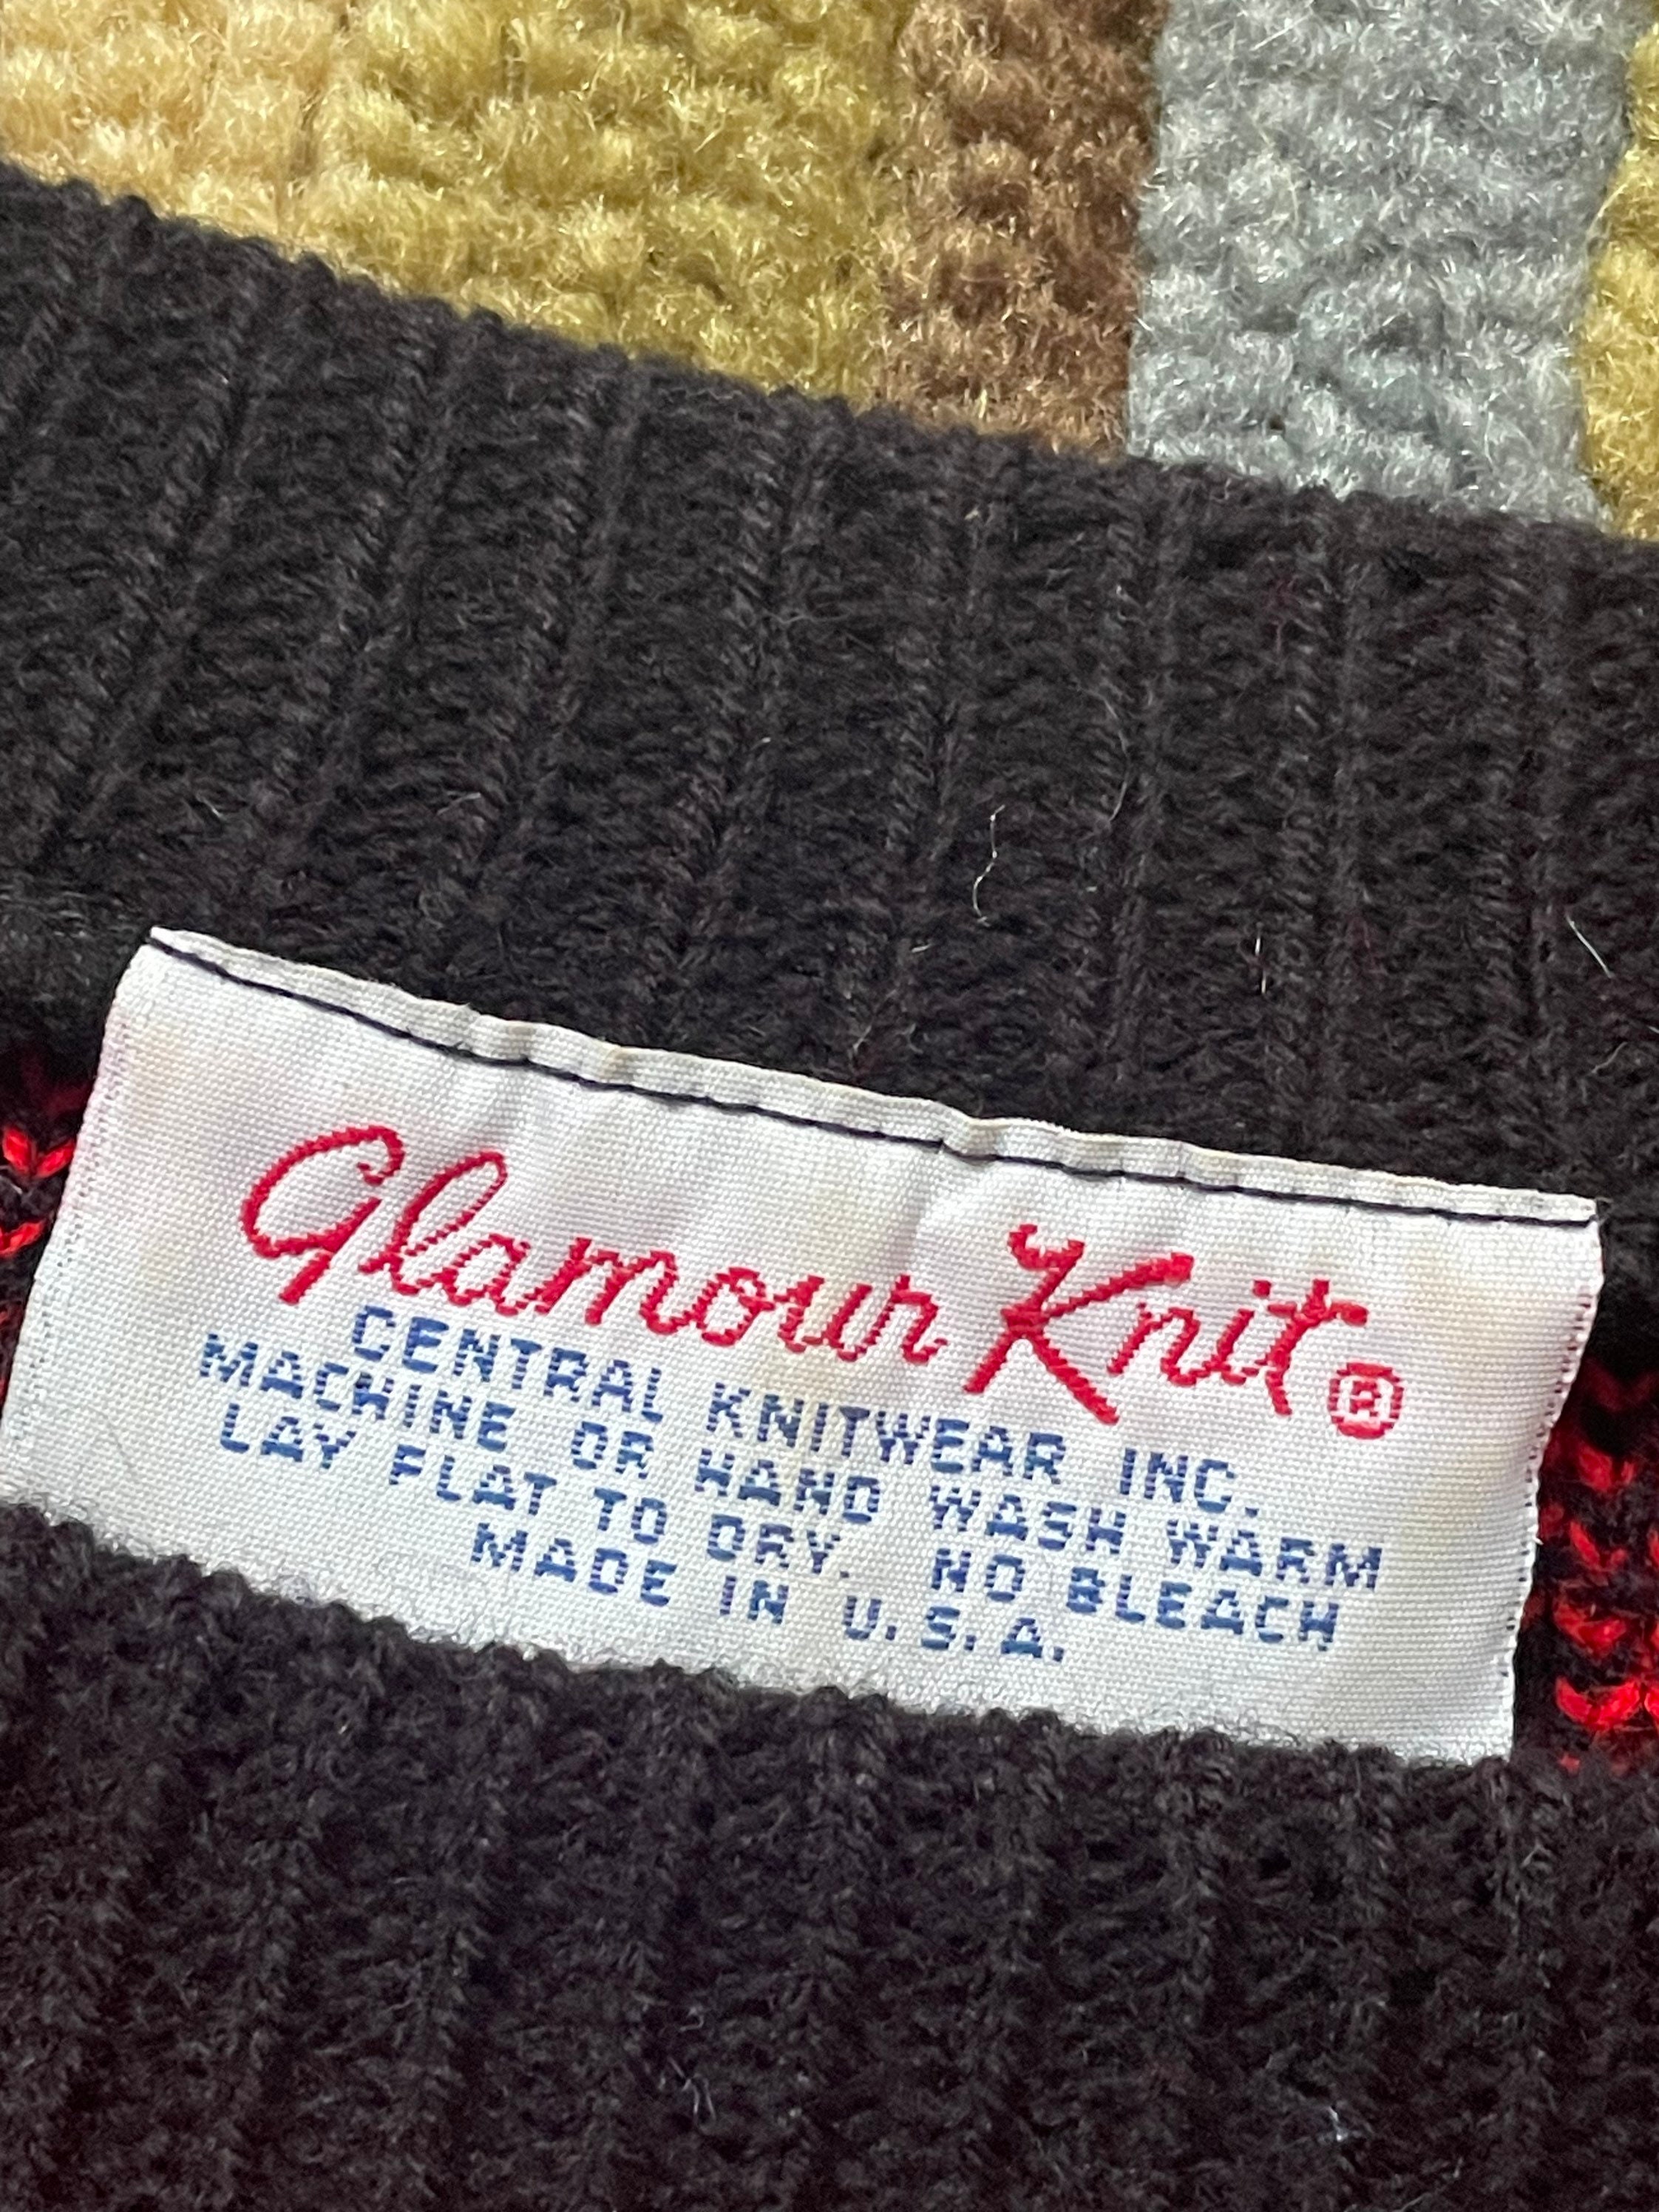 Glamour Knit®
CENTRAL KNITWEAR INC.
MACHINE OR HAND WASH WARM
LAY FLAT TO DRY. NO BLEACH
MADE IN U.S.A.